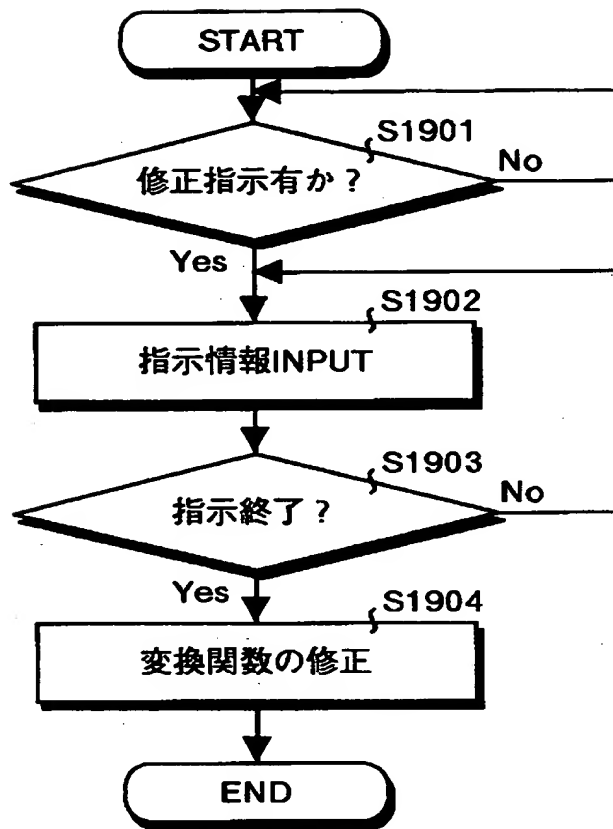 START
S1901
修正指示有か？
No
Yes
S1902
指示情報INPUT
S1903
指示終了？
No
Yes
S1904
変換関数の修正
END